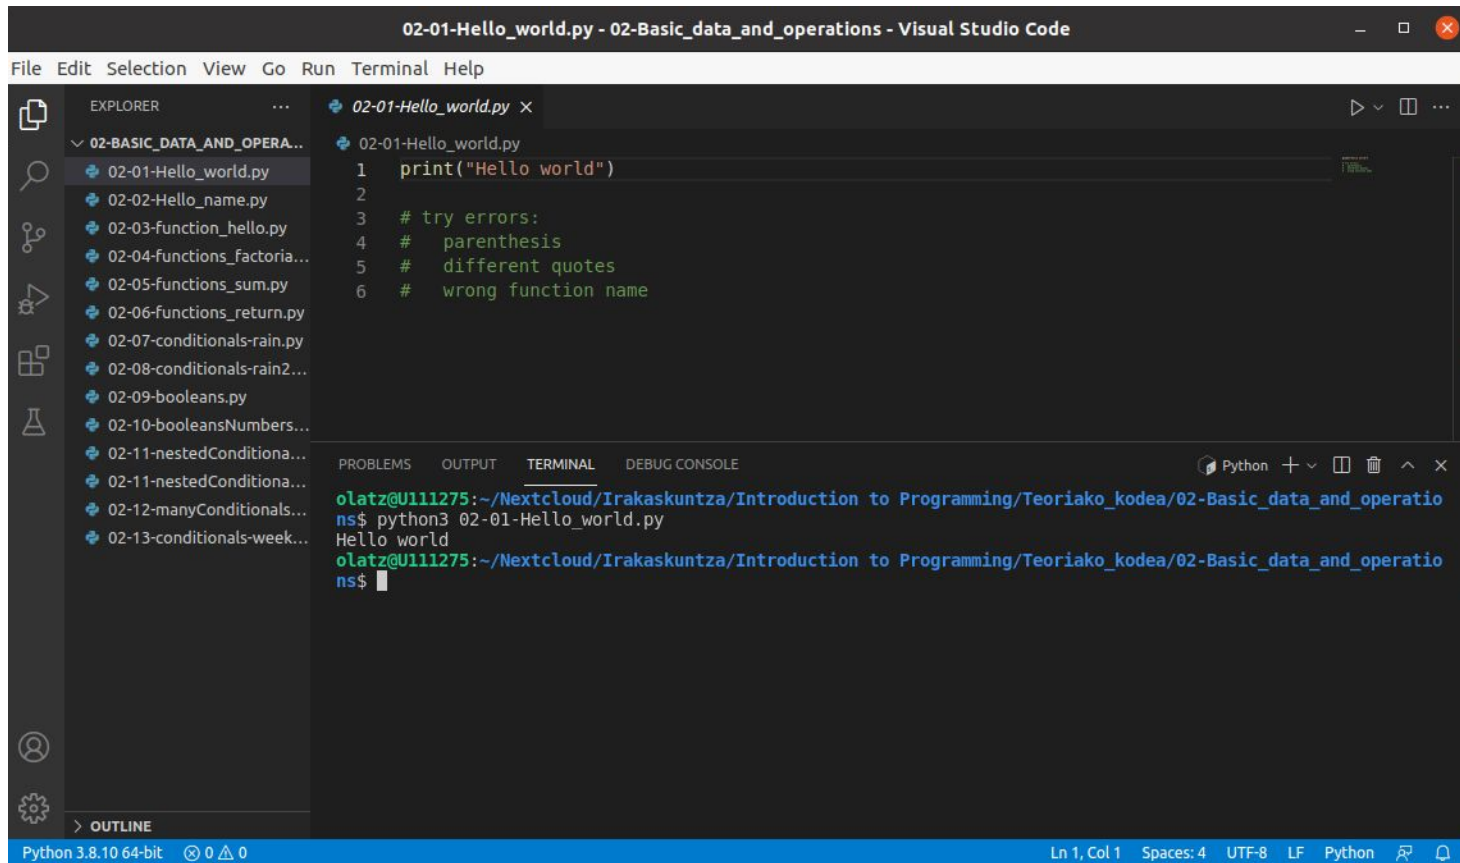 02-01-Hello_world.py - 02-Basic_data_and_operations - Visual Studio Code
File Edit Selection View Go Run Terminal Help
EXPLORER
02-BASIC_DATA_AND_OPERA...
02-01-Hello_world.py
02-02-Hello_name.py
02-03-function_hello.py
02-04-functions_factoria...
02-05-functions_sum.py
02-06-functions_return.py
02-07-conditionals-rain.py
02-08-conditionals-rain2...
02-09-booleans.py
02-10-booleansNumbers...
02-11-nestedConditiona...
02-11-nestedConditiona...
02-12-manyConditionals...
02-13-conditionals-week...
OUTLINE
02-01-Hello_world.py
02-01-Hello_world.py
1 print("Hello world")
2
3 # try errors:
4 #   parenthesis
5 #   different quotes
6 #   wrong function name
PROBLEMS OUTPUT TERMINAL DEBUG CONSOLE Python
olatz@U111275:~/Nextcloud/Irakaskuntza/Introduction to Programming/Teoriako_kodea/02-Basic_data_and_operatio
ns$ python3 02-01-Hello_world.py
Hello world
olatz@U111275:~/Nextcloud/Irakaskuntza/Introduction to Programming/Teoriako_kodea/02-Basic_data_and_operatio
ns$
Python 3.8.10 64-bit 0 0 Ln 1, Col 1 Spaces: 4 UTF-8 LF Python